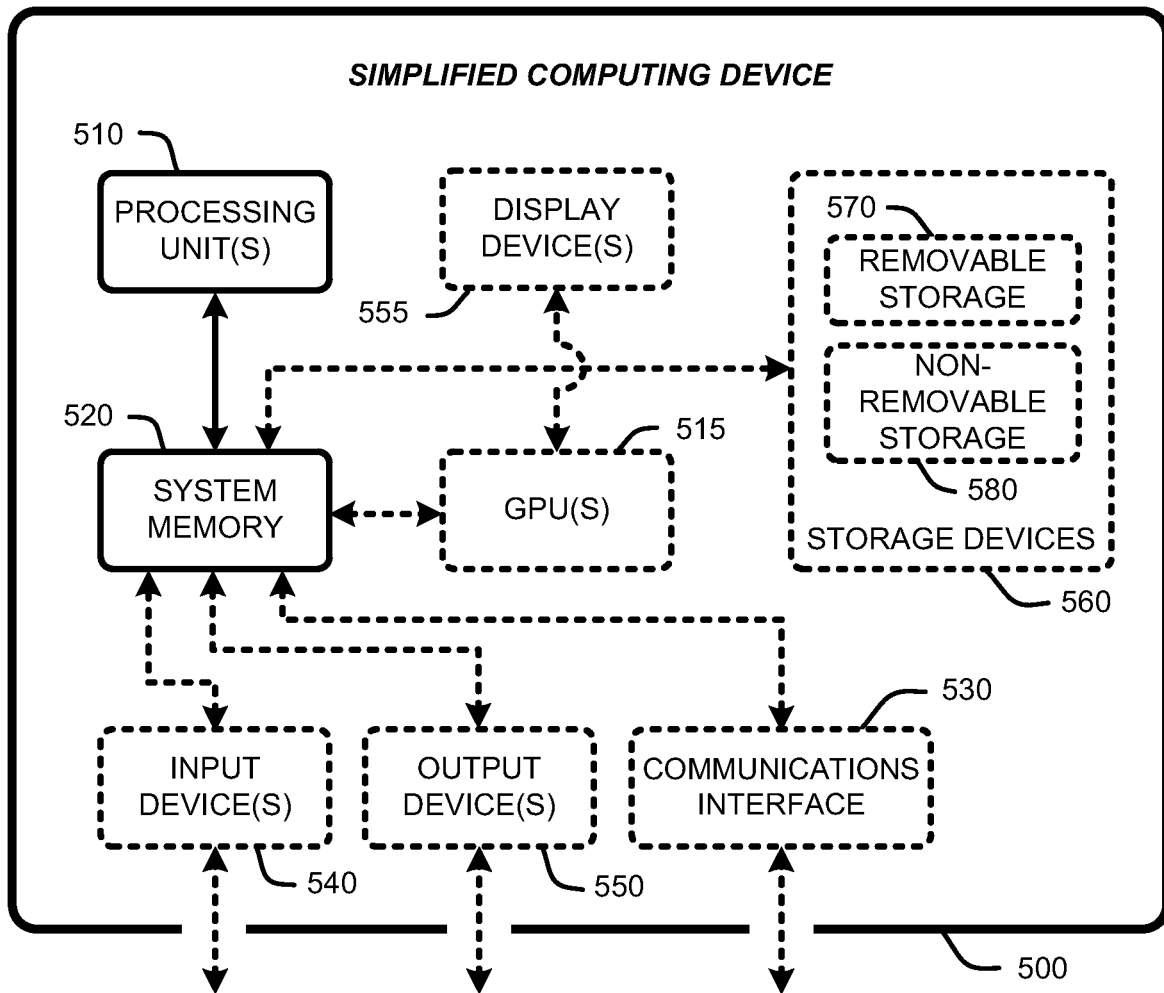 SIMPLIFIED COMPUTING DEVICE
510
PROCESSING
UNIT(S)
DISPLAY
DEVICE(S)
555
570
REMOVABLE
STORAGE
NON-
REMOVABLE
STORAGE
580
STORAGE DEVICES
560
520
SYSTEM
MEMORY
515
GPU(S)
530
INPUT
DEVICE(S)
540
OUTPUT
DEVICE(S)
550
COMMUNICATIONS
INTERFACE
500